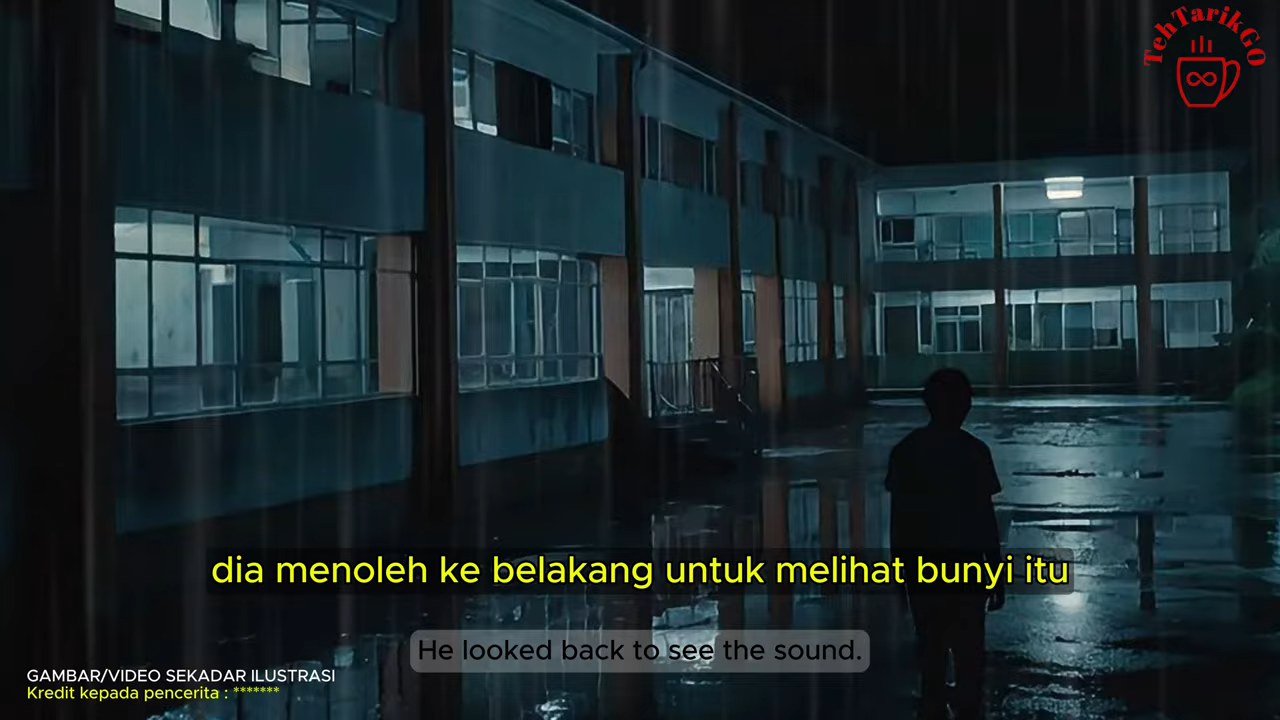 TehTarikGO
dia menoleh ke belakang untuk melihat bunyi itu
He looked back to see the sound.
GAMBAR/VIDEO SEKADAR ILUSTRASI
Kredit kepada pencerita : *******